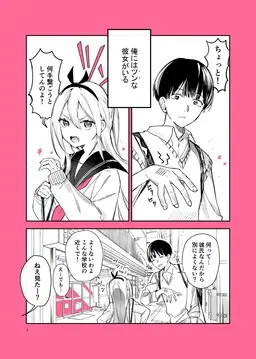 ちょっと!
俺にはツンな
彼女がいる
何手繋ごうと
してんのよ!
何って…
彼氏なんだから
別によくない?
よくないわよ
こんな学校の
近くで!
ねえ見たー?